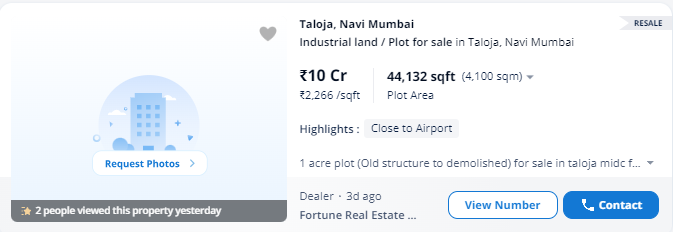 Taloja, Navi Mumbai
RESALE
Industrial land / Plot for sale in Taloja, Navi Mumbai
₹10 Cr
44,132 sqft (4,100 sqm)
₹2,266 /sqft
Plot Area
Highlights :
Close to Airport
Request Photos
1 acre plot (Old structure to demolished) for sale in taloja midc f...
2 people viewed this property yesterday
Dealer · 3d ago
Fortune Real Estate ...
View Number
Contact